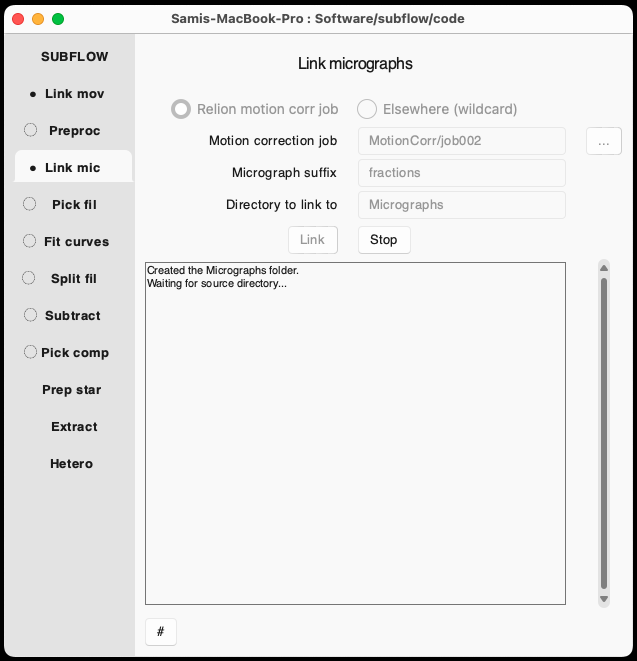 Samis-MacBook-Pro : Software/subflow/code
SUBFLOW
Link mov
Preproc
Link mic
Pick fil
Fit curves
Split fil
Subtract
Pick comp
Prep star
Extract
Hetero
Link micrographs
Relion motion corr job Elsewhere (wildcard)
Motion correction job MotionCorr/job002 ...
Micrograph suffix fractions
Directory to link to Micrographs
Link Stop
Created the Micrographs folder.
Waiting for source directory...
#